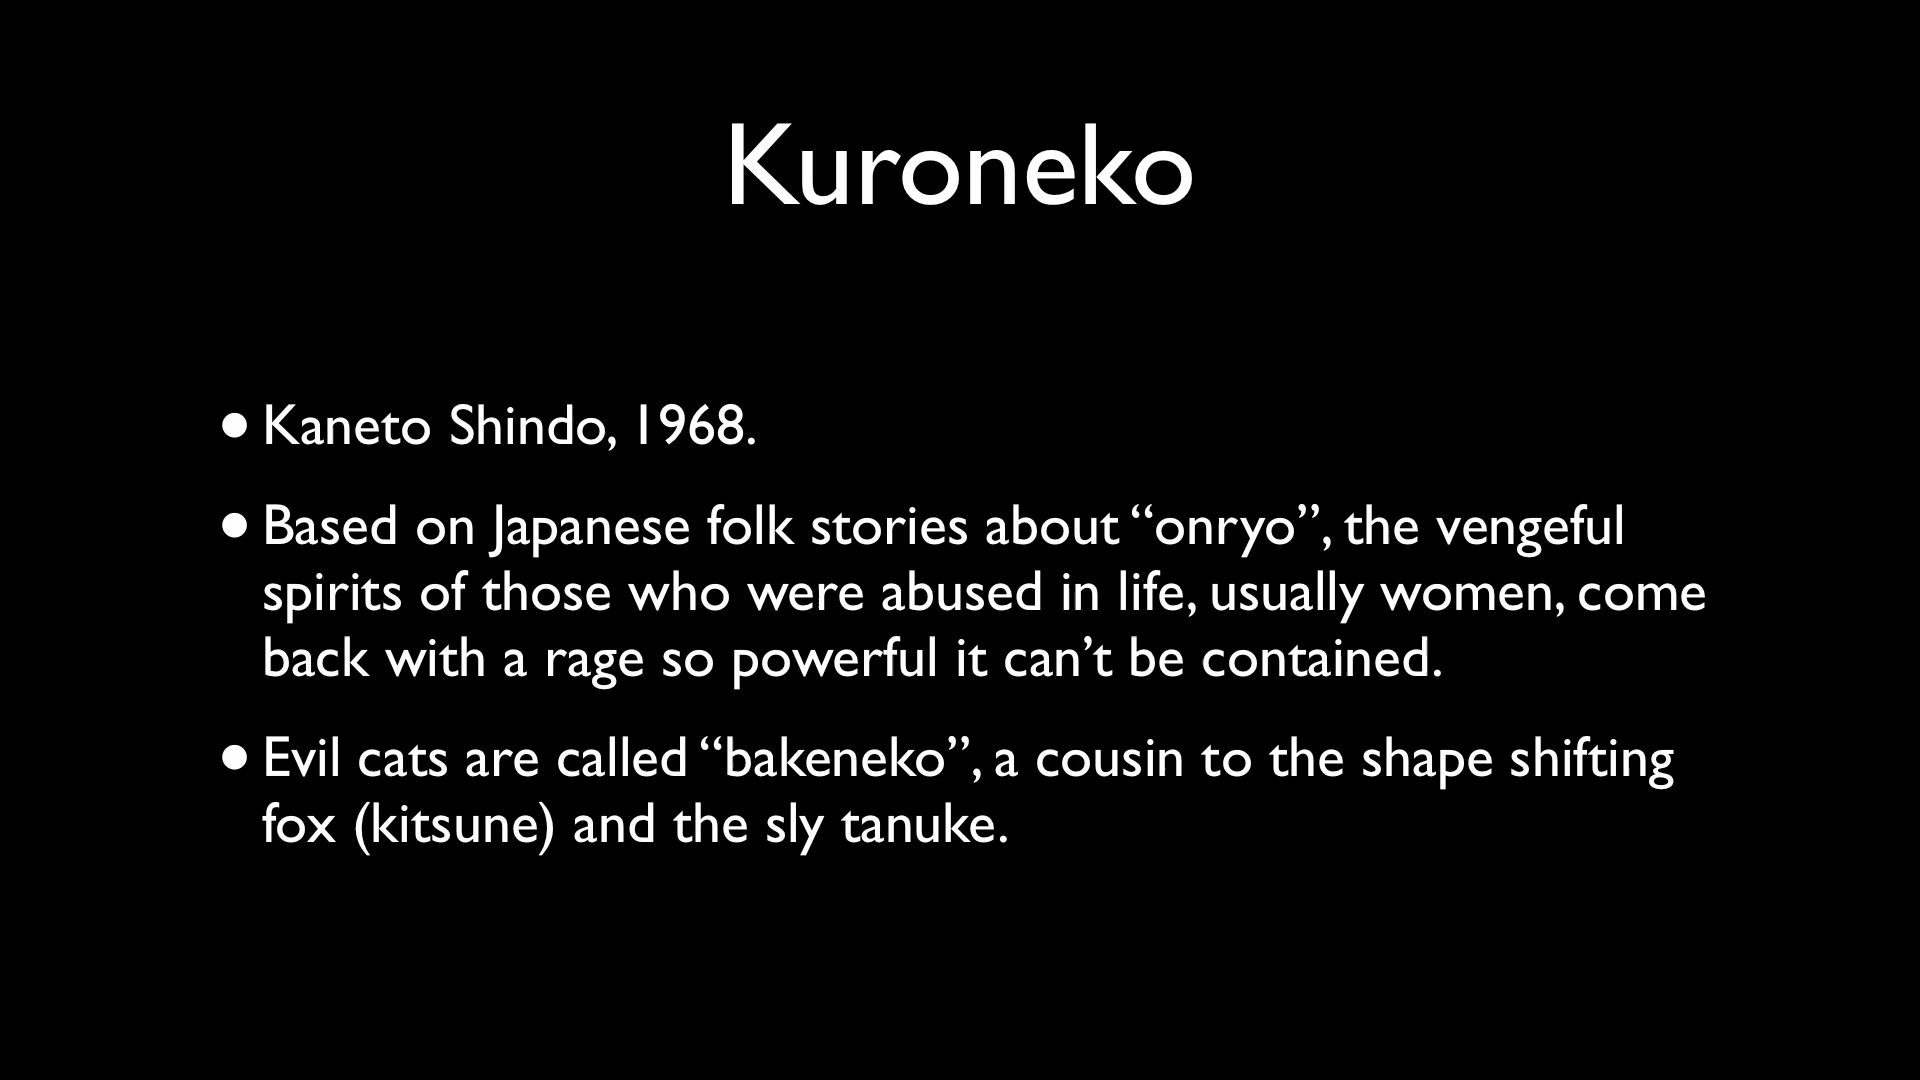 Kuroneko
• Kaneto Shindo, 1968.
• Based on Japanese folk stories about “onryo”, the vengeful
spirits of those who were abused in life, usually women, come
back with a rage so powerful it can’t be contained.
• Evil cats are called “bakeneko”, a cousin to the shape shifting
fox (kitsune) and the sly tanuke.